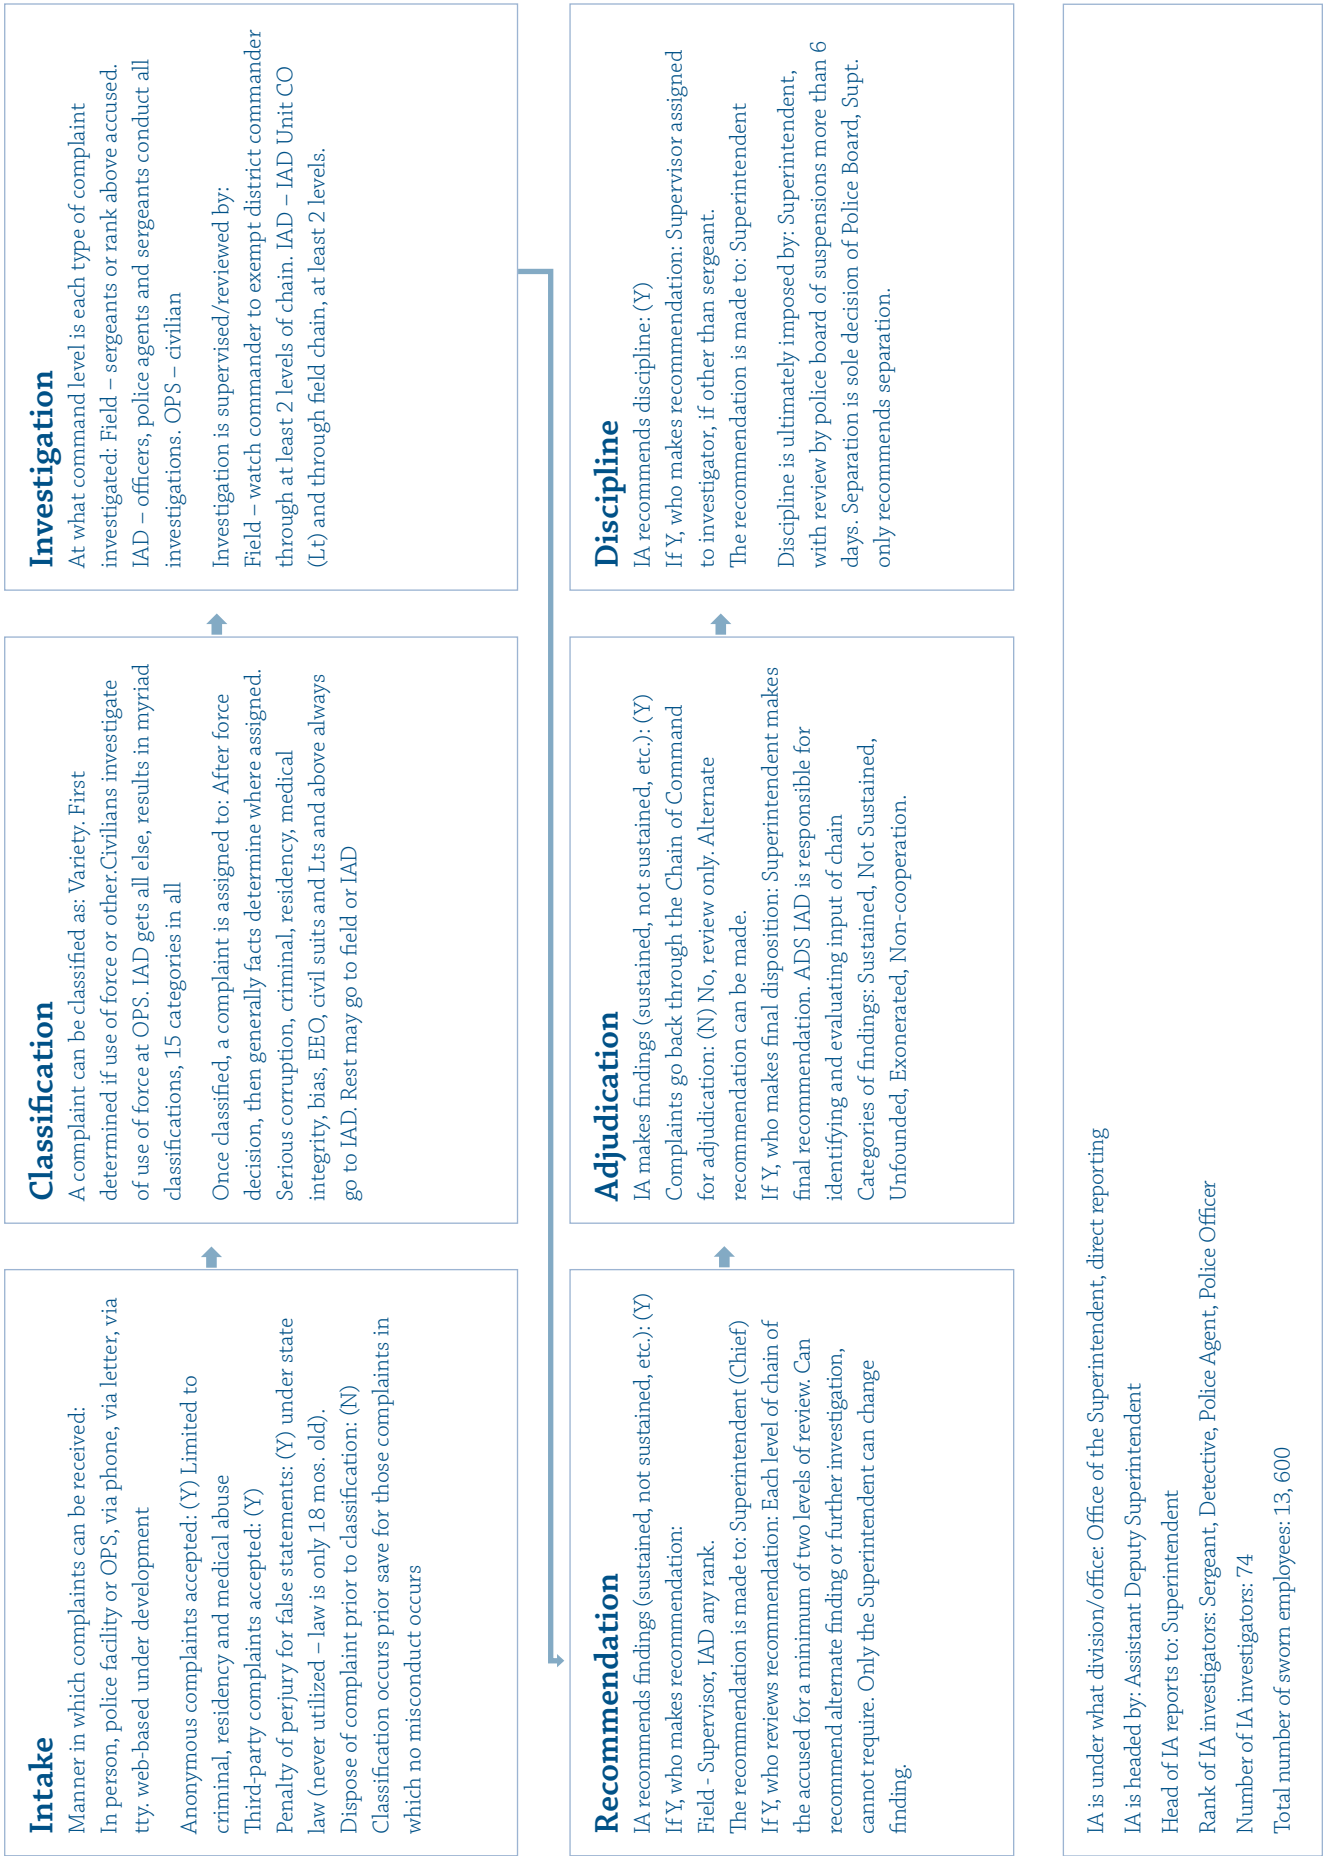 Intake
Manner in which complaints can be received:
In person, police facility or OPS, via phone, via letter, via
tty. web-based under development
Anonymous complaints accepted: (Y) Limited to
criminal, residency and medical abuse
Third-party complaints accepted: (Y)
Penalty of perjury for false statements: (Y) under state
law (never utilized – law is only 18 mos. old).
Dispose of complaint prior to classification: (N)
Classification occurs prior save for those complaints in
which no misconduct occurs
Classification
A complaint can be classified as: Variety. First
determined if use of force or other.Civilians investigate
of use of force at OPS. IAD gets all else, results in myriad
classifications, 15 categories in all
Once classified, a complaint is assigned to: After force
decision, then generally facts determine where assigned.
Serious corruption, criminal, residency, medical
integrity, bias, EEO, civil suits and Lts and above always
go to IAD. Rest may go to field or IAD
Investigation
At what command level is each type of complaint
investigated: Field – sergeants or rank above accused.
IAD – officers, police agents and sergeants conduct all
investigations. OPS – civilian
Investigation is supervised/reviewed by:
Field – watch commander to exempt district commander
through at least 2 levels of chain. IAD – IAD Unit CO
(Lt) and through field chain, at least 2 levels.
Recommendation
IA recommends findings (sustained, not sustained, etc.): (Y)
If Y, who makes recommendation:
Field - Supervisor, IAD any rank.
The recommendation is made to: Superintendent (Chief)
If Y, who reviews recommendation: Each level of chain of
the accused for a minimum of two levels of review. Can
recommend alternate finding or further investigation,
cannot require. Only the Superintendent can change
finding.
Adjudication
IA makes findings (sustained, not sustained, etc.): (Y)
Complaints go back through the Chain of Command
for adjudication: (N) No, review only. Alternate
recommendation can be made.
If Y, who makes final disposition: Superintendent makes
final recommendation. ADS IAD is responsible for
identifying and evaluating input of chain
Categories of findings: Sustained, Not Sustained,
Unfounded, Exonerated, Non-cooperation.
Discipline
IA recommends discipline: (Y)
If Y, who makes recommendation: Supervisor assigned
to investigator, if other than sergeant.
The recommendation is made to: Superintendent
Discipline is ultimately imposed by: Superintendent,
with review by police board of suspensions more than 6
days. Separation is sole decision of Police Board, Supt.
only recommends separation.
IA is under what division/office: Office of the Superintendent, direct reporting
IA is headed by: Assistant Deputy Superintendent
Head of IA reports to: Superintendent
Rank of IA investigators: Sergeant, Detective, Police Agent, Police Officer
Number of IA investigators: 74
Total number of sworn employees: 13, 600